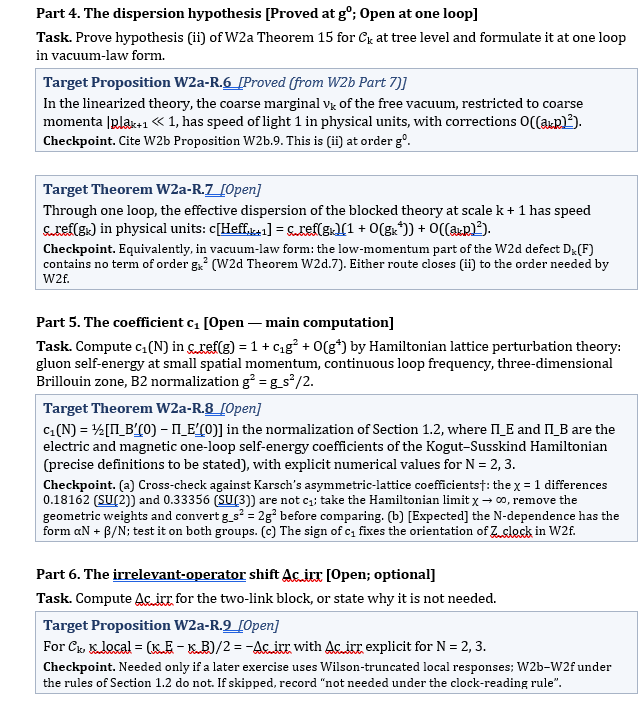 Part 4. The dispersion hypothesis [Proved at g⁰; Open at one loop]
Task. Prove hypothesis (ii) of W2a Theorem 15 for 𝒞ₖ at tree level and formulate it at one loop
in vacuum-law form.
Target Proposition W2a-R.6 [Proved (from W2b Part 7)]
In the linearized theory, the coarse marginal νₖ of the free vacuum, restricted to coarse
momenta |p|aₖ₊₁ ≪ 1, has speed of light 1 in physical units, with corrections O((aₖp)²).
Checkpoint. Cite W2b Proposition W2b.9. This is (ii) at order g⁰.
Target Theorem W2a-R.7 [Open]
Through one loop, the effective dispersion of the blocked theory at scale k + 1 has speed
c_ref(gₖ) in physical units: c[Heff,ₖ₊₁] = c_ref(gₖ)(1 + O(gₖ⁴)) + O((aₖp)²).
Checkpoint. Equivalently, in vacuum-law form: the low-momentum part of the W2d defect Dₖ(F)
contains no term of order gₖ² (W2d Theorem W2d.7). Either route closes (ii) to the order needed by
W2f.
Part 5. The coefficient c₁ [Open — main computation]
Task. Compute c₁(N) in c_ref(g) = 1 + c₁g² + O(g⁴) by Hamiltonian lattice perturbation theory:
gluon self-energy at small spatial momentum, continuous loop frequency, three-dimensional
Brillouin zone, B2 normalization g² = g_s²/2.
Target Theorem W2a-R.8 [Open]
c₁(N) = ½[Π_B′(0) − Π_E′(0)] in the normalization of Section 1.2, where Π_E and Π_B are the
electric and magnetic one-loop self-energy coefficients of the Kogut–Susskind Hamiltonian
(precise definitions to be stated), with explicit numerical values for N = 2, 3.
Checkpoint. (a) Cross-check against Karsch’s asymmetric-lattice coefficients†: the χ = 1 differences
0.18162 (SU(2)) and 0.33356 (SU(3)) are not c₁; take the Hamiltonian limit χ → ∞, remove the
geometric weights and convert g_s² = 2g² before comparing. (b) [Expected] the N-dependence has the
form αN + β/N; test it on both groups. (c) The sign of c₁ fixes the orientation of Z_clock in W2f.
Part 6. The irrelevant-operator shift Δc_irr [Open; optional]
Task. Compute Δc_irr for the two-link block, or state why it is not needed.
Target Proposition W2a-R.9 [Open]
For 𝒞ₖ, κ_local = (κ_E − κ_B)/2 = −Δc_irr with Δc_irr explicit for N = 2, 3.
Checkpoint. Needed only if a later exercise uses Wilson-truncated local responses; W2b–W2f under
the rules of Section 1.2 do not. If skipped, record “not needed under the clock-reading rule”.